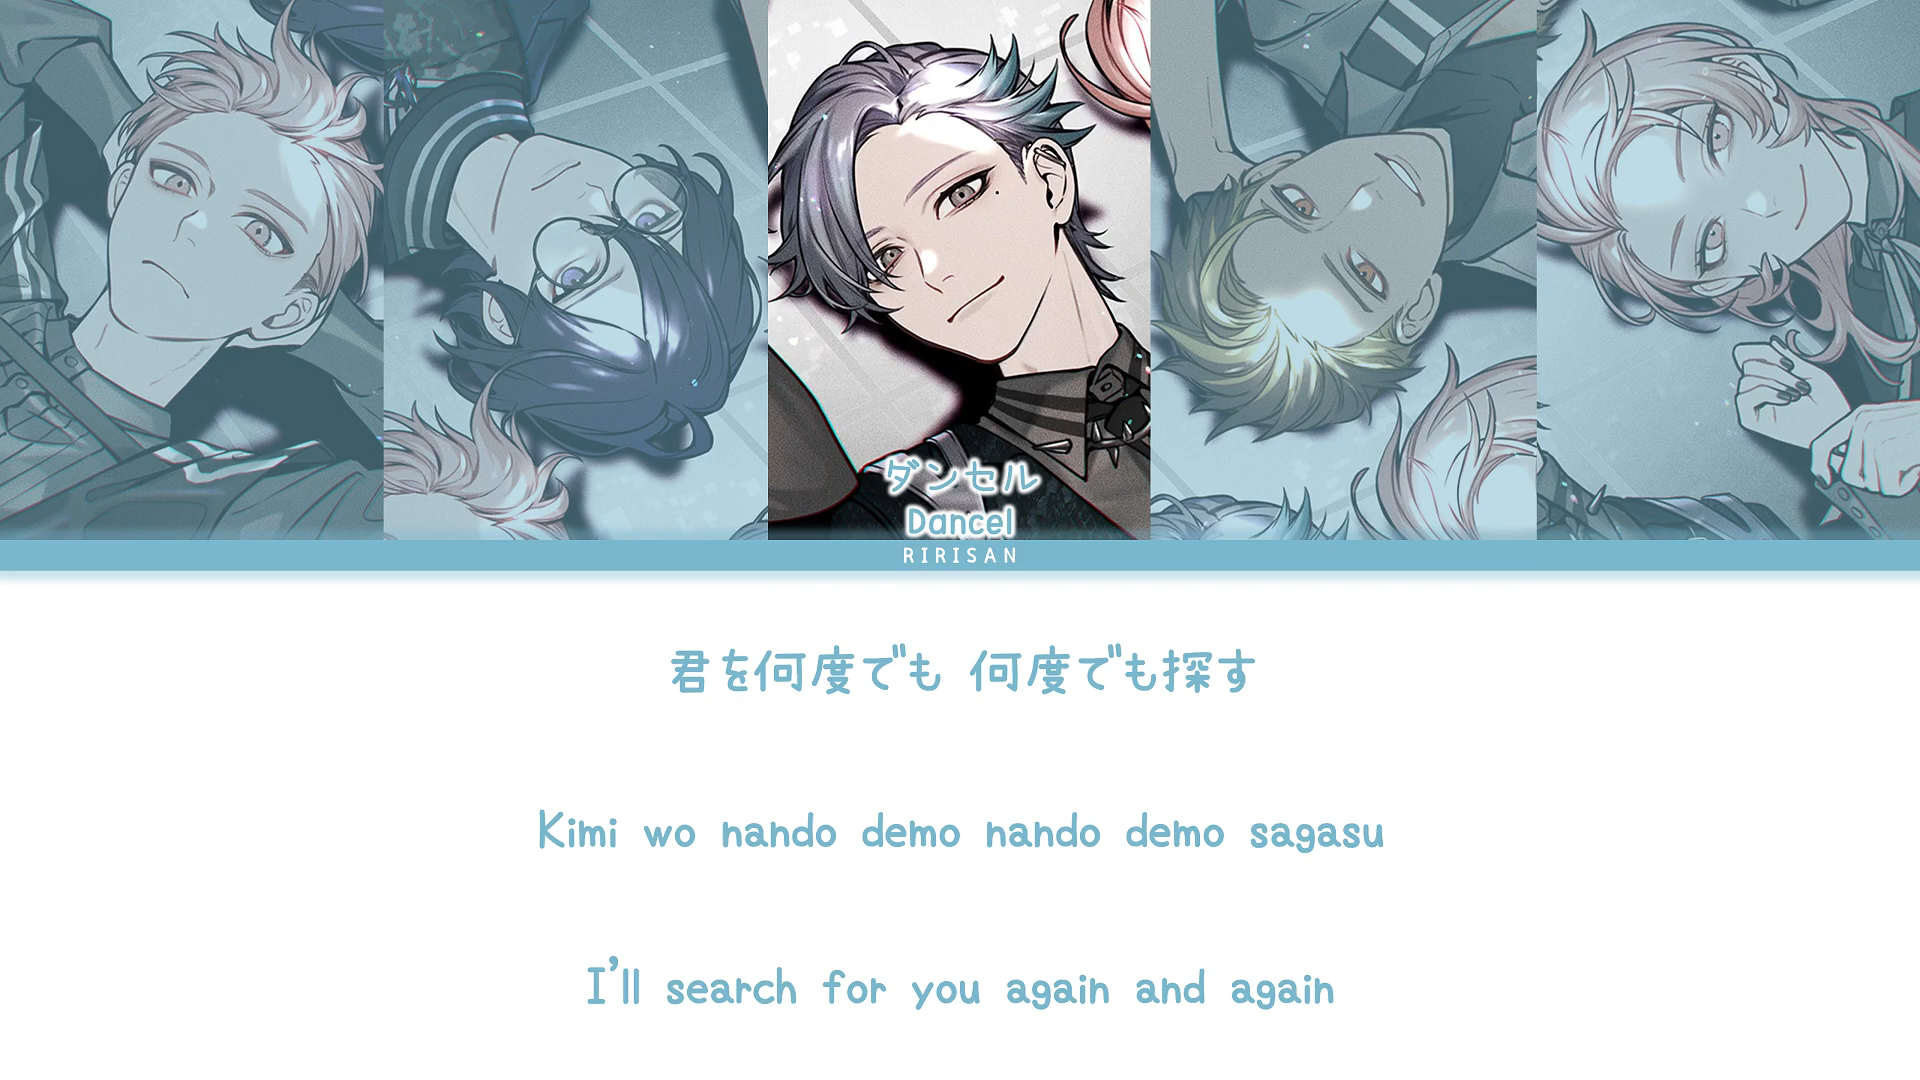 ダンセル
Dancel
RIRISAN
君を何度でも 何度でも探す
Kimi wo nando demo nando demo sagasu
I'll search for you again and again